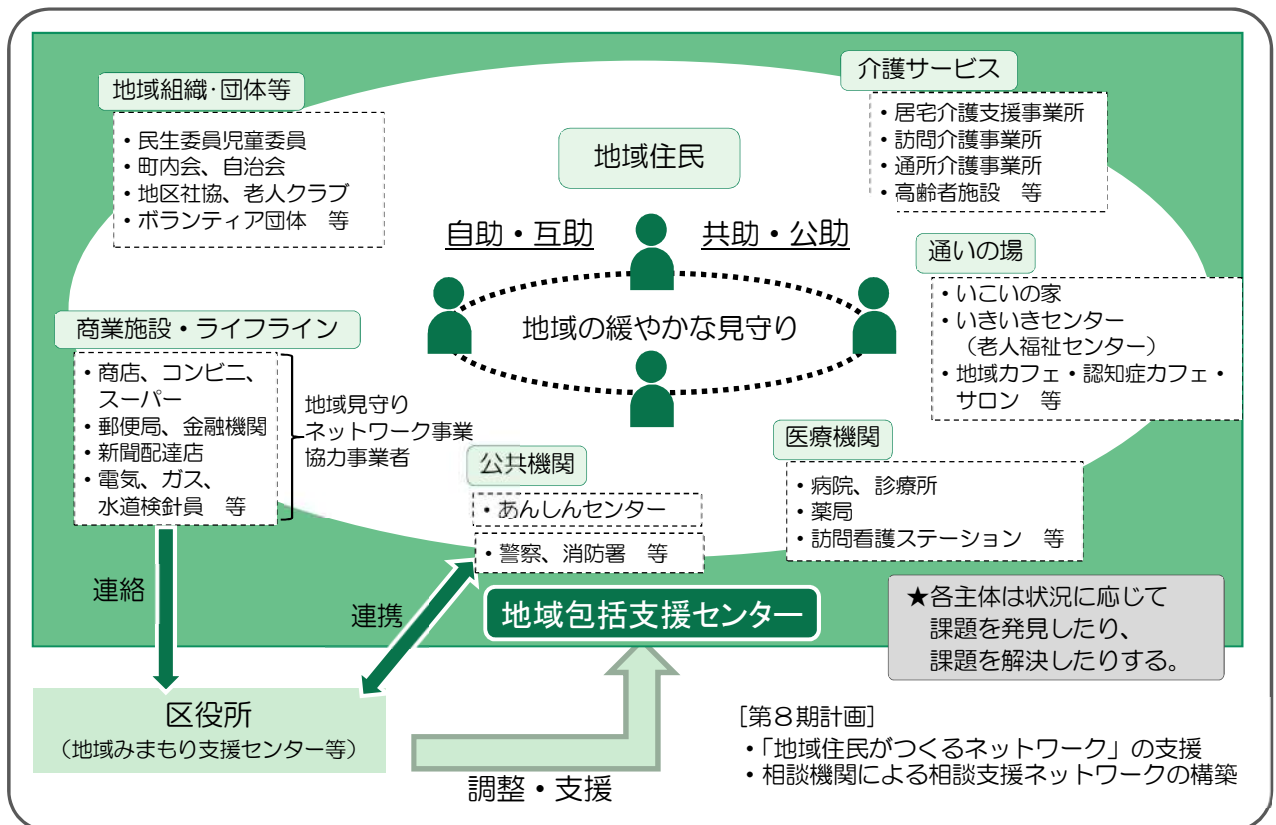 地域組織・団体等
・民生委員児童委員
・町内会、自治会
・地区社協、老人クラブ
・ボランティア団体　等
介護サービス
・居宅介護支援事業所
・訪問介護事業所
・通所介護事業所
・高齢者施設　等
地域住民
自助・互助
共助・公助
地域の緩やかな見守り
通いの場
・いこいの家
・いきいきセンター
（老人福祉センター）
・地域カフェ・認知症カフェ・
サロン　等
商業施設・ライフライン
・商店、コンビニ、
スーパー
・郵便局、金融機関
・新聞配達店
・電気、ガス、
水道検針員　等
地域見守り
ネットワーク事業
協力事業者
公共機関
・あんしんセンター
・警察、消防署　等
医療機関
・病院、診療所
・薬局
・訪問看護ステーション　等
連絡
連携
地域包括支援センター
★各主体は状況に応じて
課題を発見したり、
課題を解決したりする。
区役所
（地域みまもり支援センター等）
調整・支援
［第８期計画］
・「地域住民がつくるネットワーク」の支援
・相談機関による相談支援ネットワークの構築